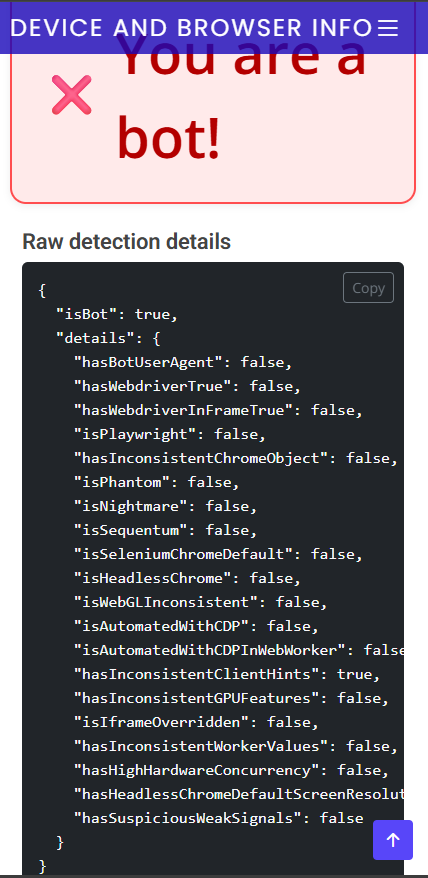 DEVICE AND BROWSER INFO
You are a
bot!
Raw detection details
Copy
{
"isBot": true,
"details": {
"hasBotUserAgent": false,
"hasWebdriverTrue": false,
"hasWebdriverInFrameTrue": false,
"isPlaywright": false,
"hasInconsistentChromeObject": false,
"isPhantom": false,
"isNightmare": false,
"isSequentum": false,
"isSeleniumChromeDefault": false,
"isHeadlessChrome": false,
"isWebGLInconsistent": false,
"isAutomatedWithCDP": false,
"isAutomatedWithCDPInWebWorker": false
"hasInconsistentClientHints": true,
"hasInconsistentGPUFeatures": false,
"isIframeOverridden": false,
"hasInconsistentWorkerValues": false,
"hasHighHardwareConcurrency": false,
"hasHeadlessChromeDefaultScreenResolut
"hasSuspiciousWeakSignals": false
}
}